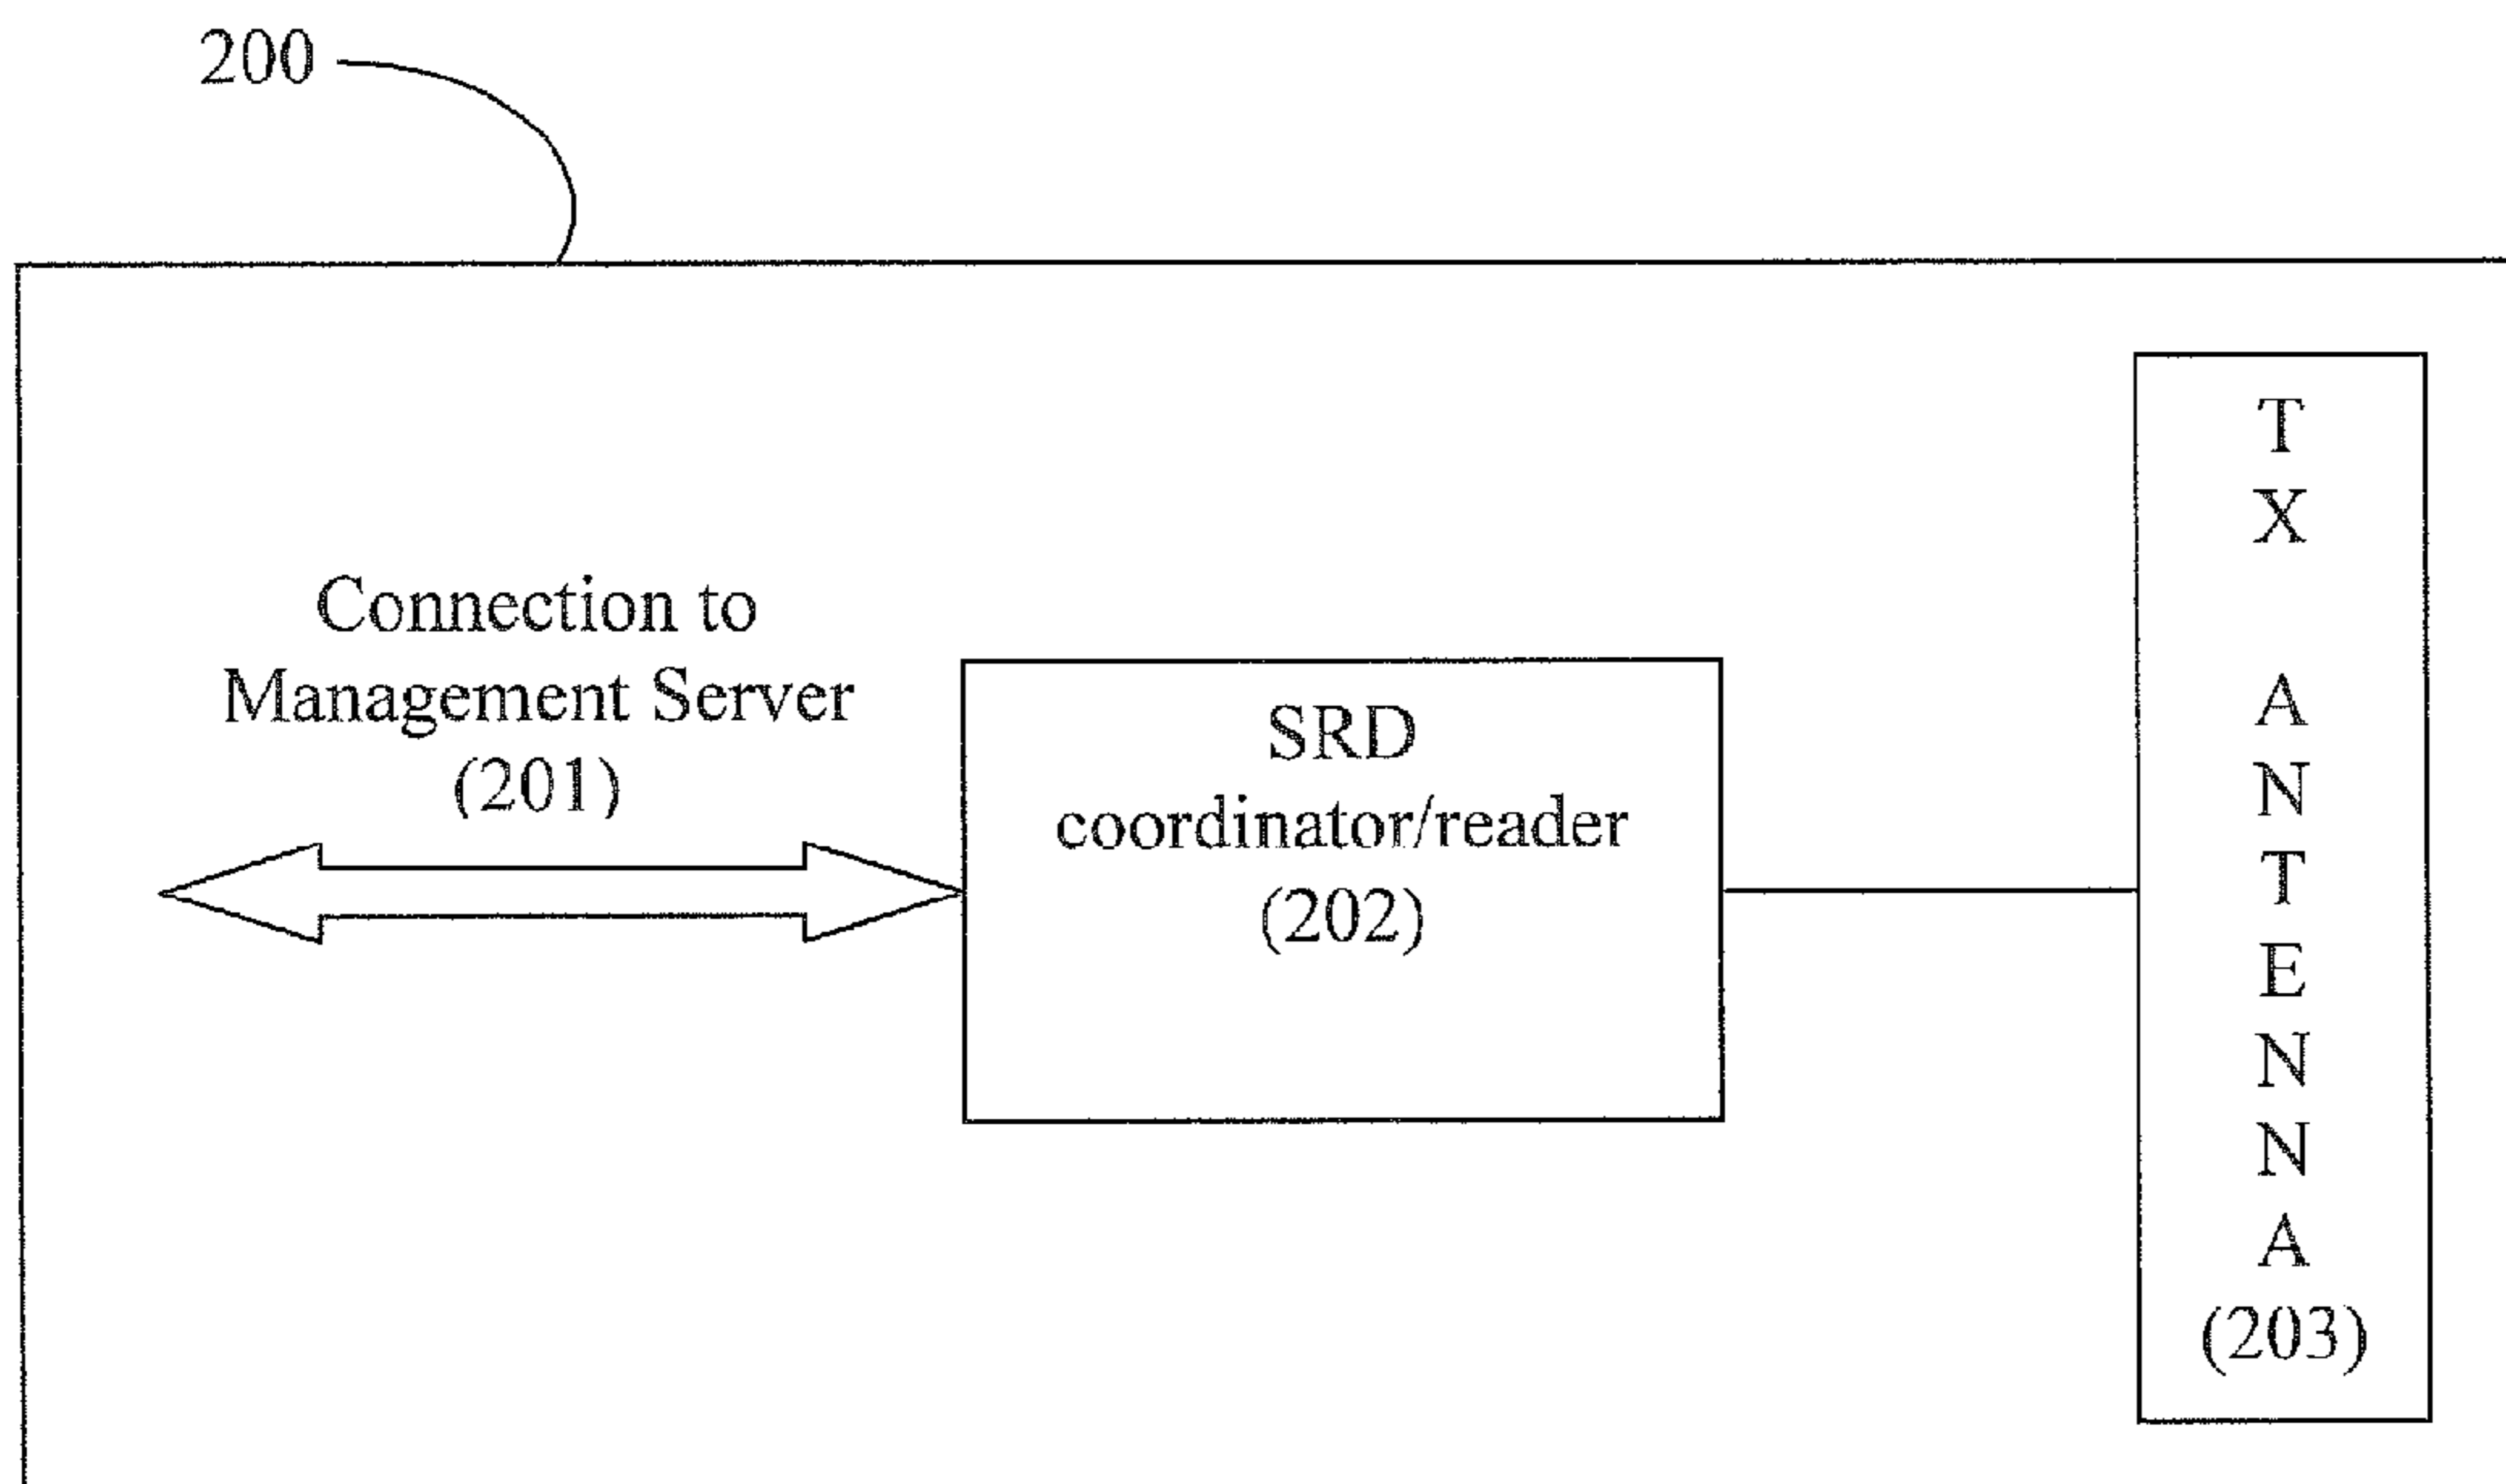 200
Connection to
Management Server
(201)
SRD
coordinator/reader
(202)
T
X
A
N
T
E
N
N
A
(203)